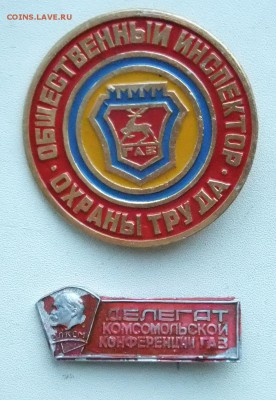 COINS.LAVE.RU
ОБЩЕСТВЕННЫЙ ИНСПЕКТОР
ГАЗ
· ОХРАНЫ ТРУДА ·
ДЕЛЕГАТ
КОМСОМОЛЬСКОЙ
КОНФЕРЕНЦИИ ГАЗ
ВЛКСМ